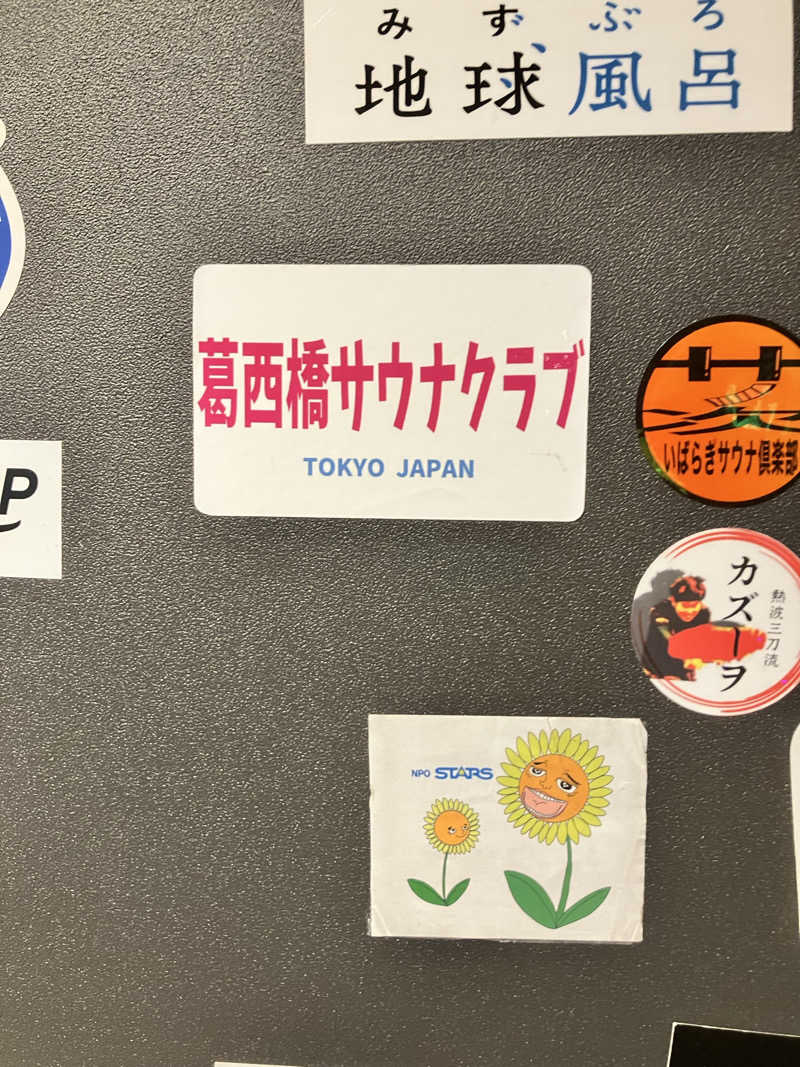 みずぶろ
地球風呂
葛西橋サウナクラブ
TOKYO JAPAN
いばらぎサウナ倶楽部
P
カズーヲ
熱波三刀流
NPO STARS